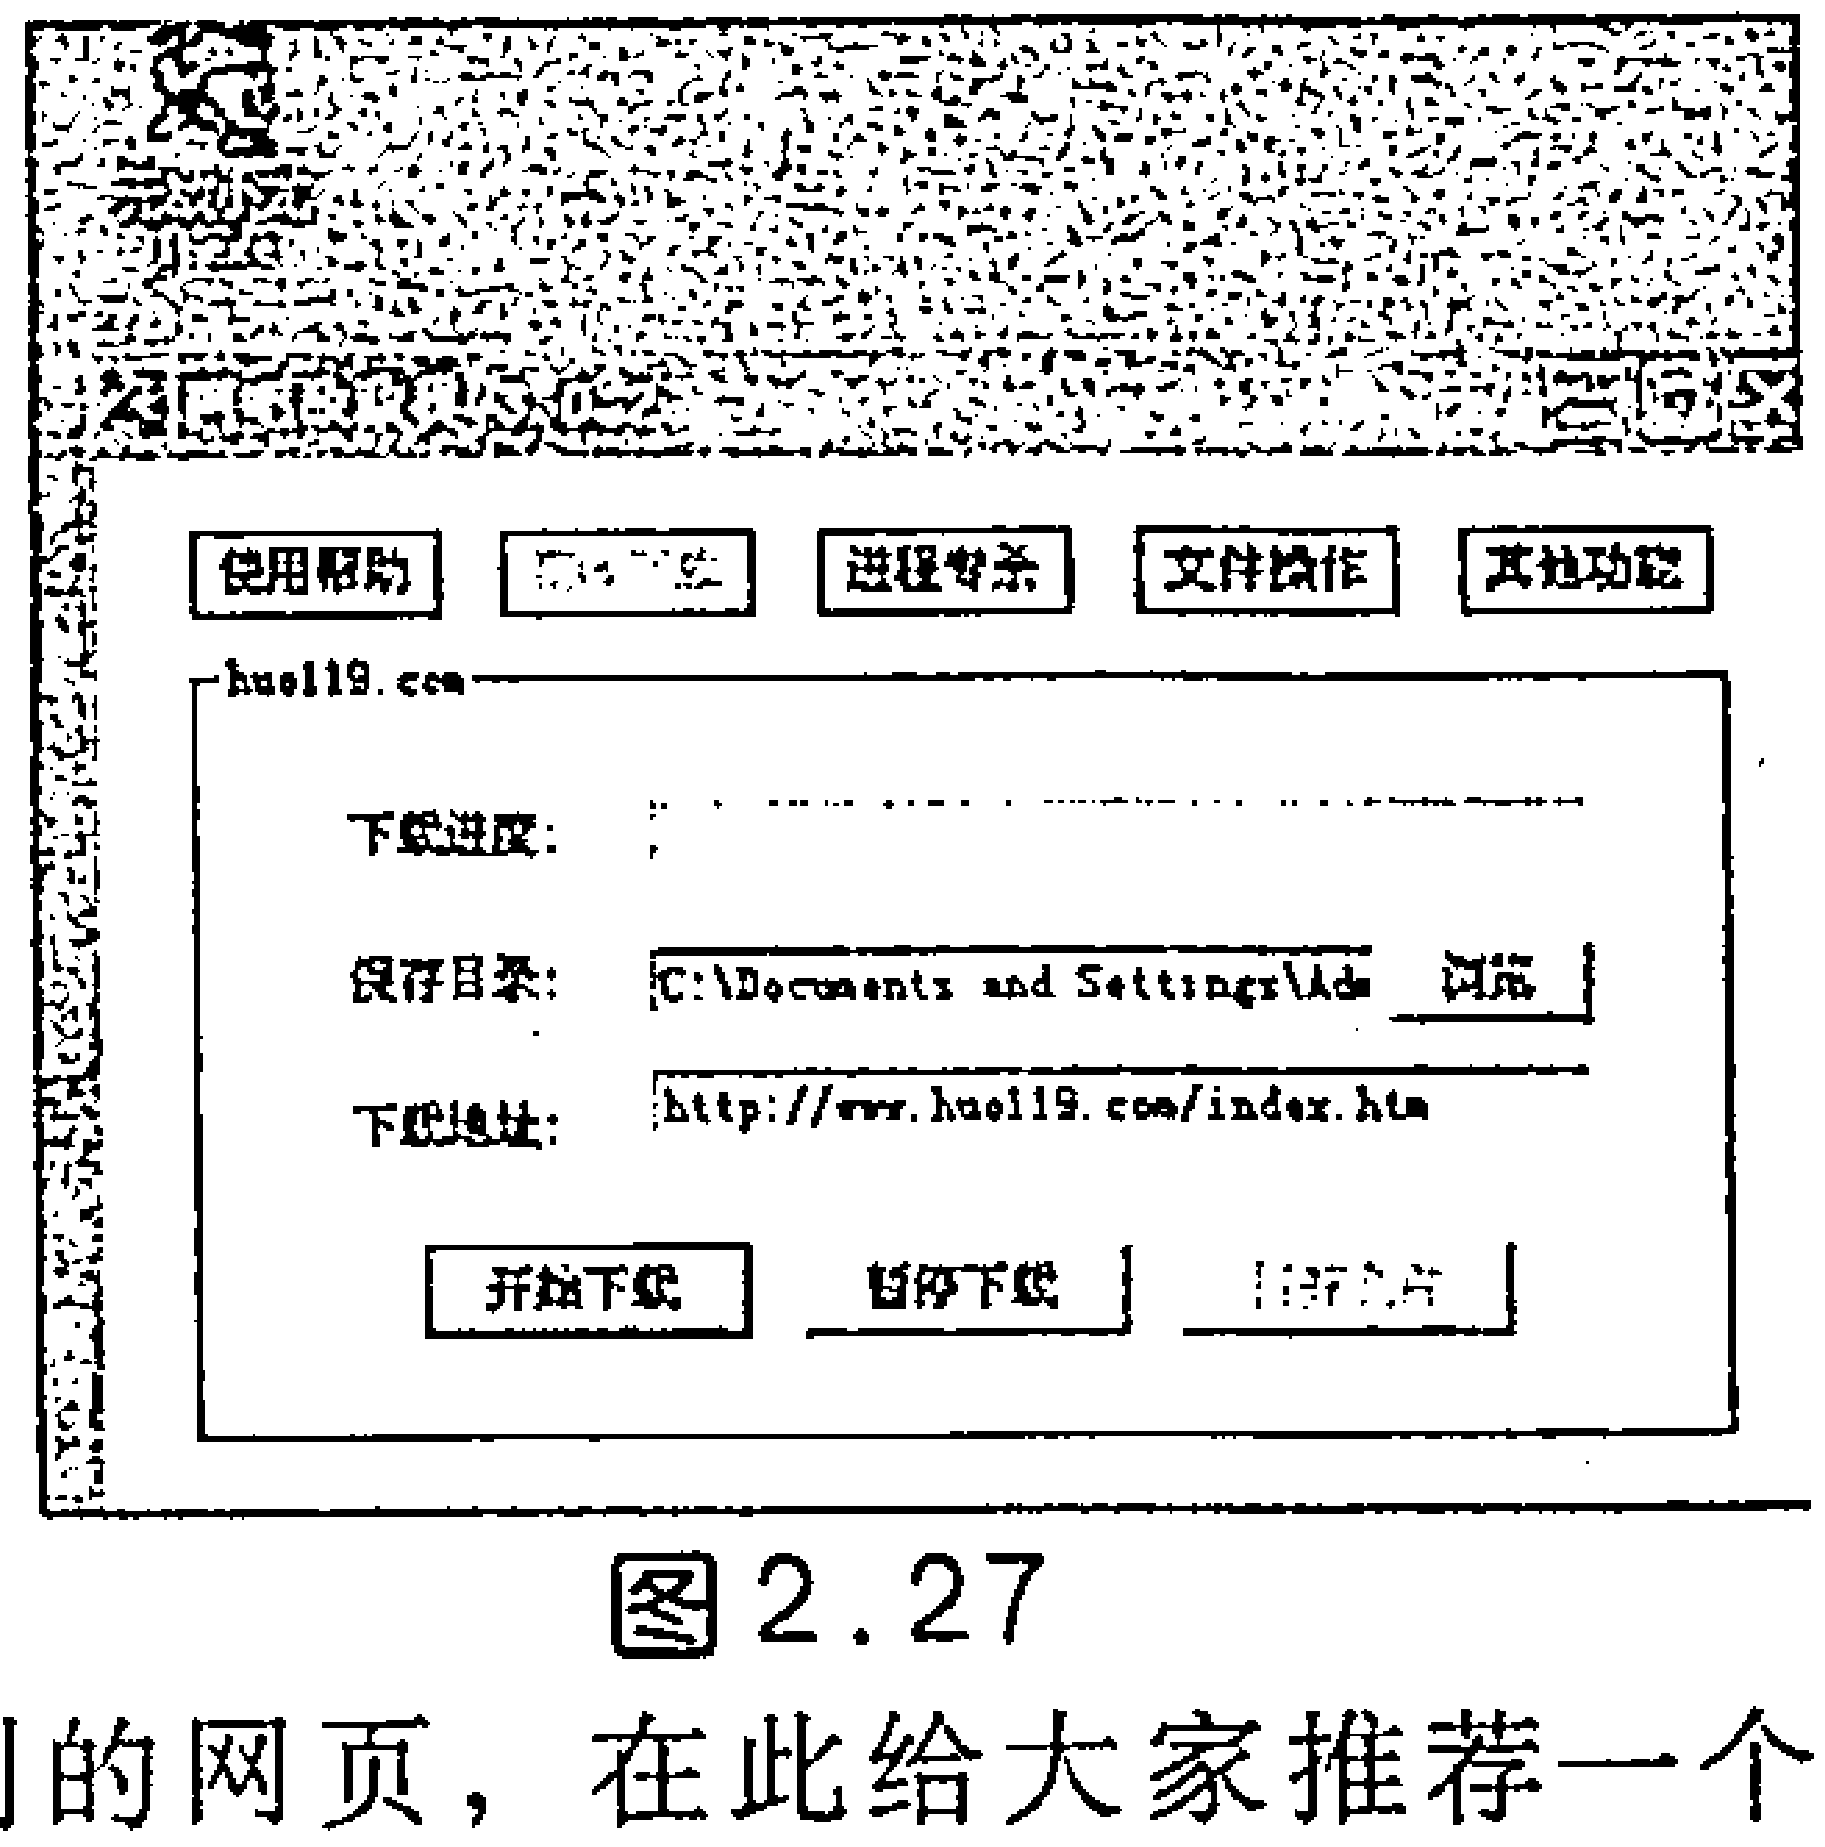 使用帮助 进程专杀 文件操作 其他功能
huo119.com
下载进度:
保存目录: C:\Documents and Settings\Adm 浏览
下载地址: http://www.huo119.com/index.htm
开始下载 暂停下载
图 2.27
的网页，在此给大家推荐一个